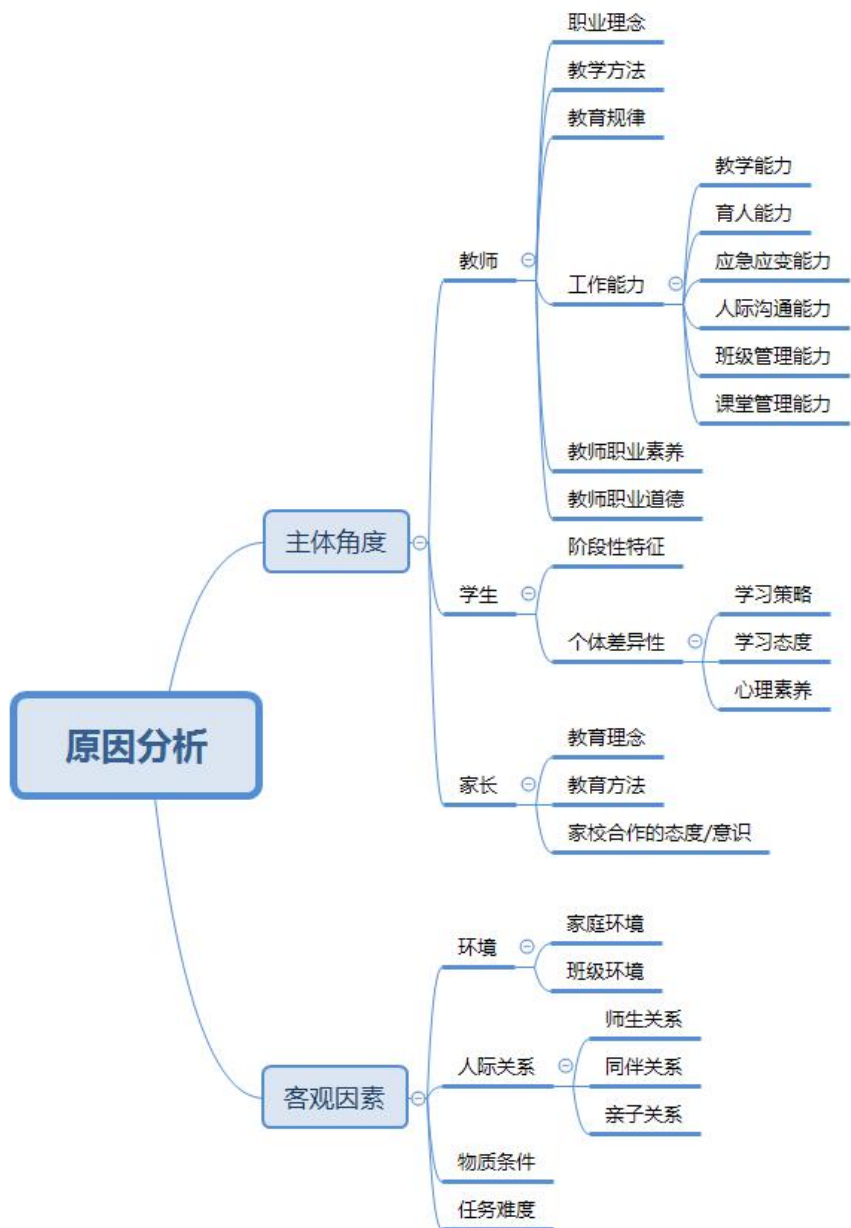 原因分析
主体角度
教师
职业理念
教学方法
教育规律
工作能力
教学能力
育人能力
应急应变能力
人际沟通能力
班级管理能力
课堂管理能力
教师职业素养
教师职业道德
学生
阶段性特征
个体差异性
学习策略
学习态度
心理素养
家长
教育理念
教育方法
家校合作的态度/意识
客观因素
环境
家庭环境
班级环境
人际关系
师生关系
同伴关系
亲子关系
物质条件
任务难度